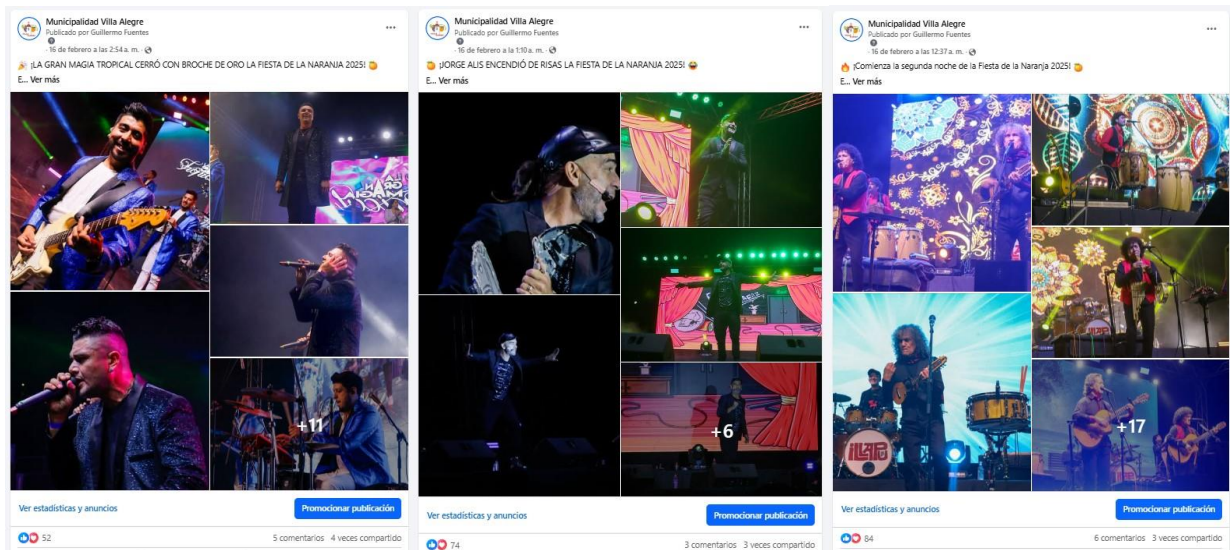 Municipalidad Villa Alegre
Publicado por Guillermo Fuentes
· 16 de febrero a las 2:54 a. m. ·
¡LA GRAN MAGIA TROPICAL CERRÓ CON BROCHE DE ORO LA FIESTA DE LA NARANJA 2025!
E... Ver más
+11
Ver estadísticas y anuncios
Promocionar publicación
52
5 comentarios 4 veces compartido
Municipalidad Villa Alegre
Publicado por Guillermo Fuentes
· 16 de febrero a la 1:10 a. m. ·
¡JORGE ALIS ENCENDIÓ DE RISAS LA FIESTA DE LA NARANJA 2025!
E... Ver más
+6
Ver estadísticas y anuncios
Promocionar publicación
74
3 comentarios 3 veces compartido
Municipalidad Villa Alegre
Publicado por Guillermo Fuentes
· 16 de febrero a las 12:37 a. m. ·
¡Comienza la segunda noche de la Fiesta de la Naranja 2025!
E... Ver más
ILLAPU
+17
Ver estadísticas y anuncios
Promocionar publicación
84
6 comentarios 3 veces compartido